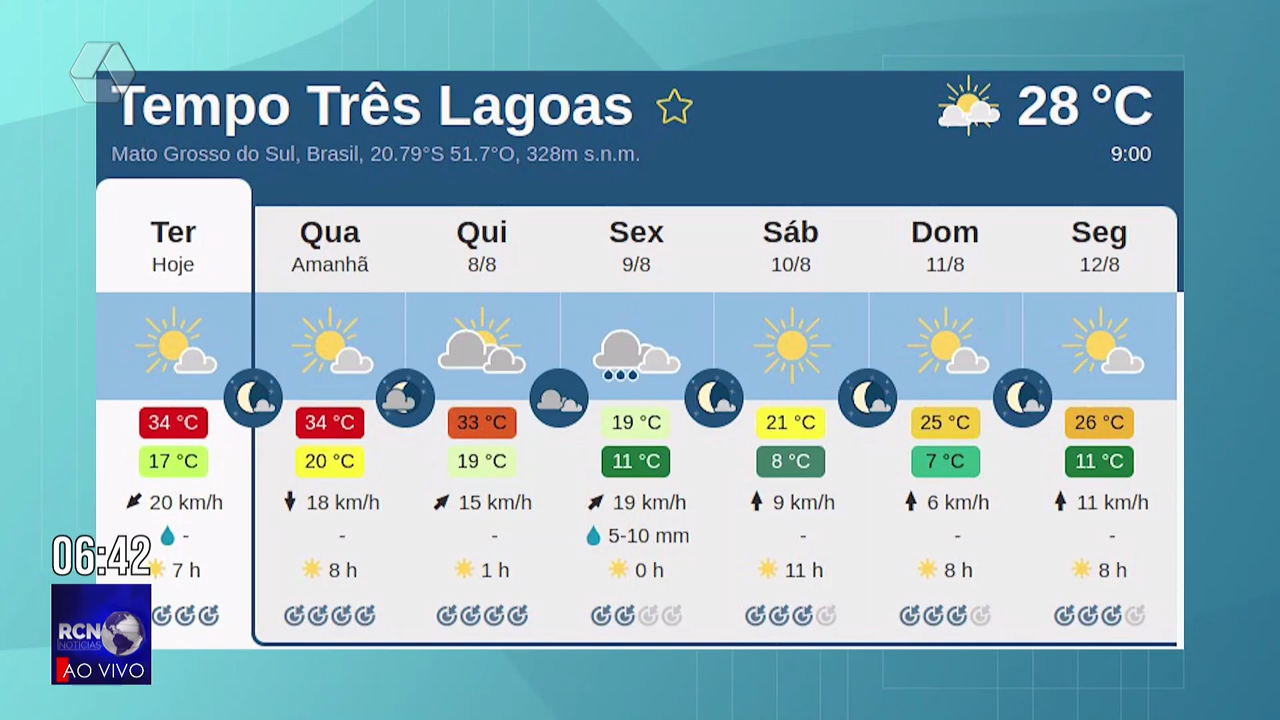 Tempo Três Lagoas
28 °C
Mato Grosso do Sul, Brasil, 20.79°S 51.7°O, 328m s.n.m.
9:00
Ter Qua Qui Sex Sáb Dom Seg
Hoje Amanhã 8/8 9/8 10/8 11/8 12/8
34 °C 34 °C 33 °C 19 °C 21 °C 25 °C 26 °C
17 °C 20 °C 19 °C 11 °C 8 °C 7 °C 11 °C
20 km/h 18 km/h 15 km/h 19 km/h 9 km/h 6 km/h 11 km/h
- - - 5-10 mm - - -
06:42
7 h 8 h 1 h 0 h 11 h 8 h 8 h
RCN
NOTÍCIAS
AO VIVO